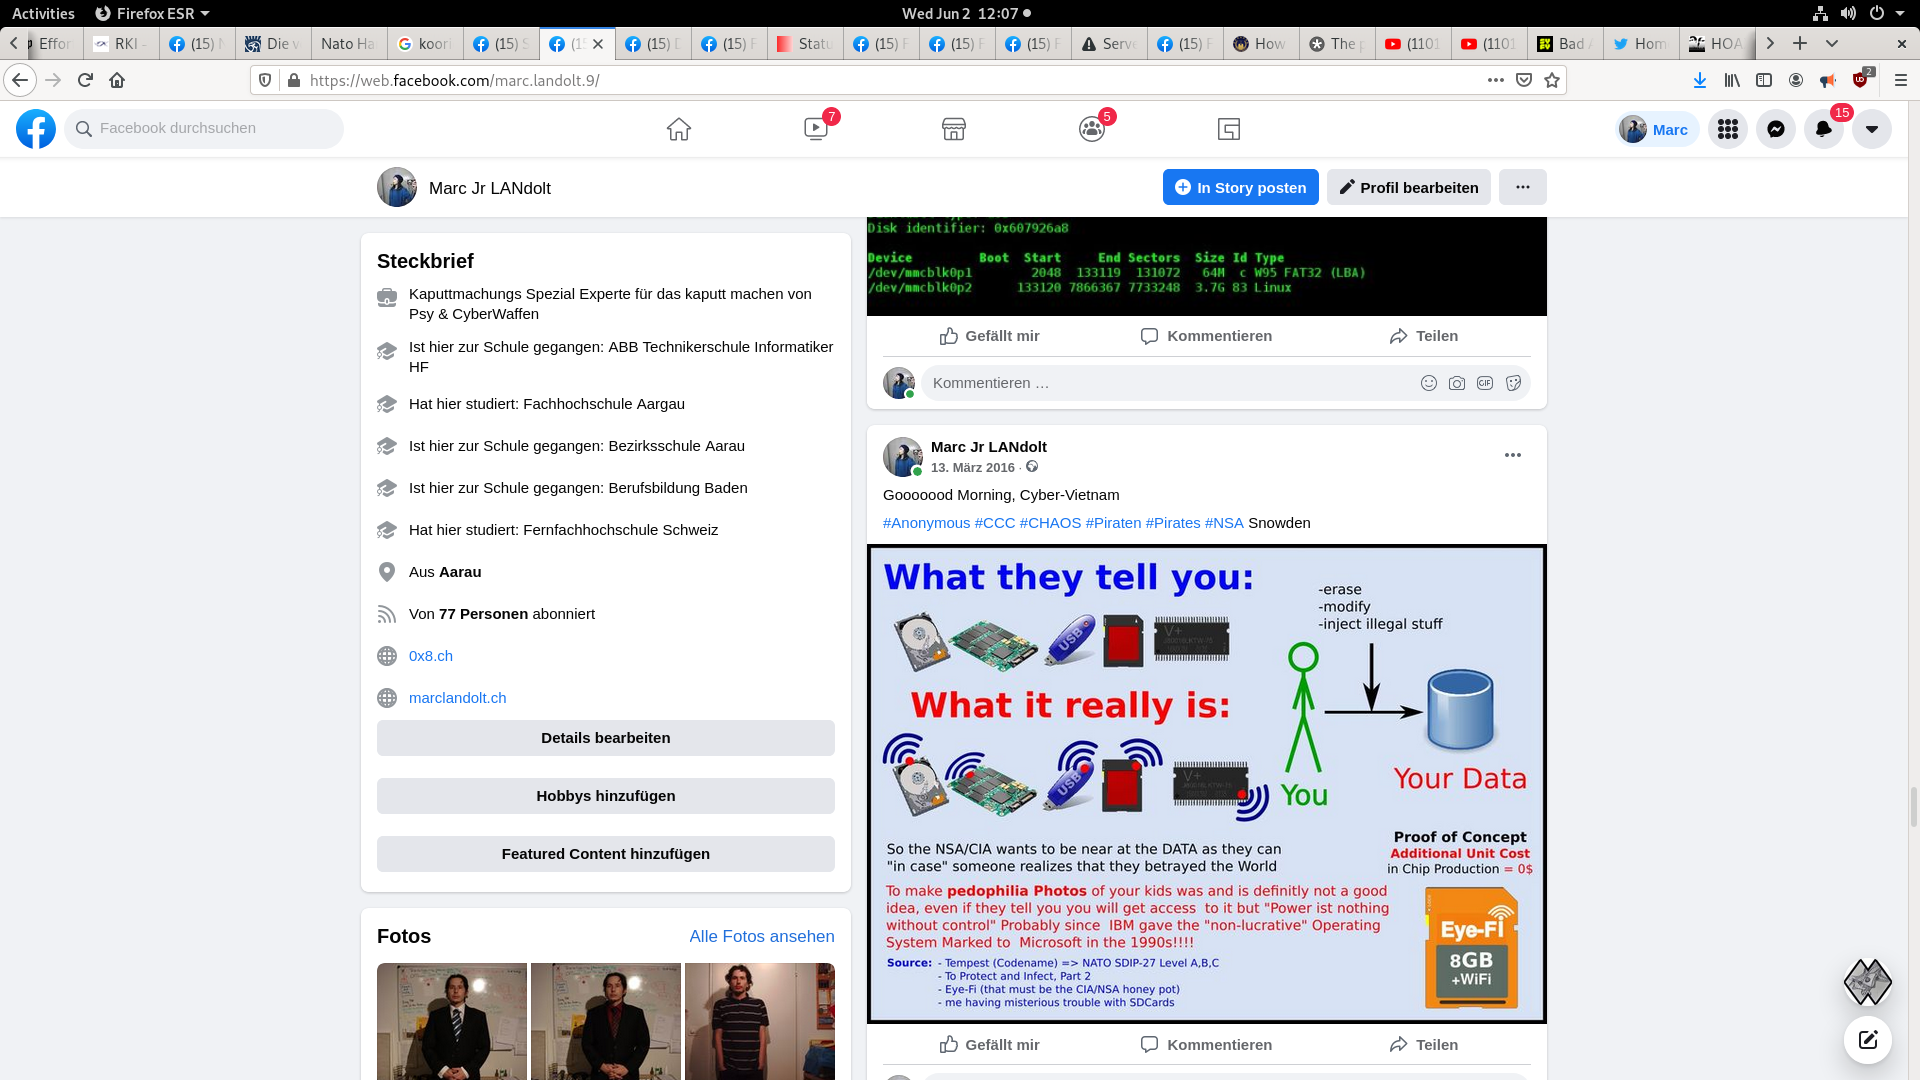 Activities
Firefox ESR
Wed Jun 2 12:07
Effor
RKI -
(15) N
Die v
Nato Ha
koor
(15) S
(15
(15) D
(15) F
Statu
(15) F
(15) F
(15) F
Serve
(15) F
How
The p
(1101
(1101
Bad
Hom
HOA
https://web.facebook.com/marc.landolt.9/
2
Facebook durchsuchen
7
5
Marc
15
Marc Jr LANdolt
In Story posten
Profil bearbeiten
Steckbrief
Kaputtmachungs Spezial Experte für das kaputt machen von
Psy & CyberWaffen
Ist hier zur Schule gegangen: ABB Technikerschule Informatiker
HF
Hat hier studiert: Fachhochschule Aargau
Ist hier zur Schule gegangen: Bezirksschule Aarau
Ist hier zur Schule gegangen: Berufsbildung Baden
Hat hier studiert: Fernfachhochschule Schweiz
Aus Aarau
Von 77 Personen abonniert
0x8.ch
marclandolt.ch
Details bearbeiten
Hobbys hinzufügen
Featured Content hinzufügen
Fotos
Alle Fotos ansehen
Disk identifier: 0x607926a8
Device Boot Start End Sectors Size Id Type
/dev/mmcblk0p1 2048 133119 131072 64M c W95 FAT32 (LBA)
/dev/mmcblk0p2 133120 7866367 7733248 3.7G 83 Linux
Gefällt mir
Kommentieren
Teilen
Kommentieren …
GIF
Marc Jr LANdolt
13. März 2016 ·
Gooooood Morning, Cyber-Vietnam
#Anonymous #CCC #CHAOS #Piraten #Pirates #NSA Snowden
What they tell you:
-erase
-modify
-inject illegal stuff
USB
V+
What it really is:
USB
V+
You
Your Data
So the NSA/CIA wants to be near at the DATA as they can
"in case" someone realizes that they betrayed the World
Proof of Concept
Additional Unit Cost
in Chip Production = 0$
To make pedophilia Photos of your kids was and is definitly not a good
idea, even if they tell you you will get access to it but "Power ist nothing
without control" Probably since IBM gave the "non-lucrative" Operating
System Marked to Microsoft in the 1990s!!!!
Source: - Tempest (Codename) => NATO SDIP-27 Level A,B,C
- To Protect and Infect, Part 2
- Eye-Fi (that must be the CIA/NSA honey pot)
- me having misterious trouble with SDCards
Eye-Fi
8GB
+WiFi
Gefällt mir
Kommentieren
Teilen